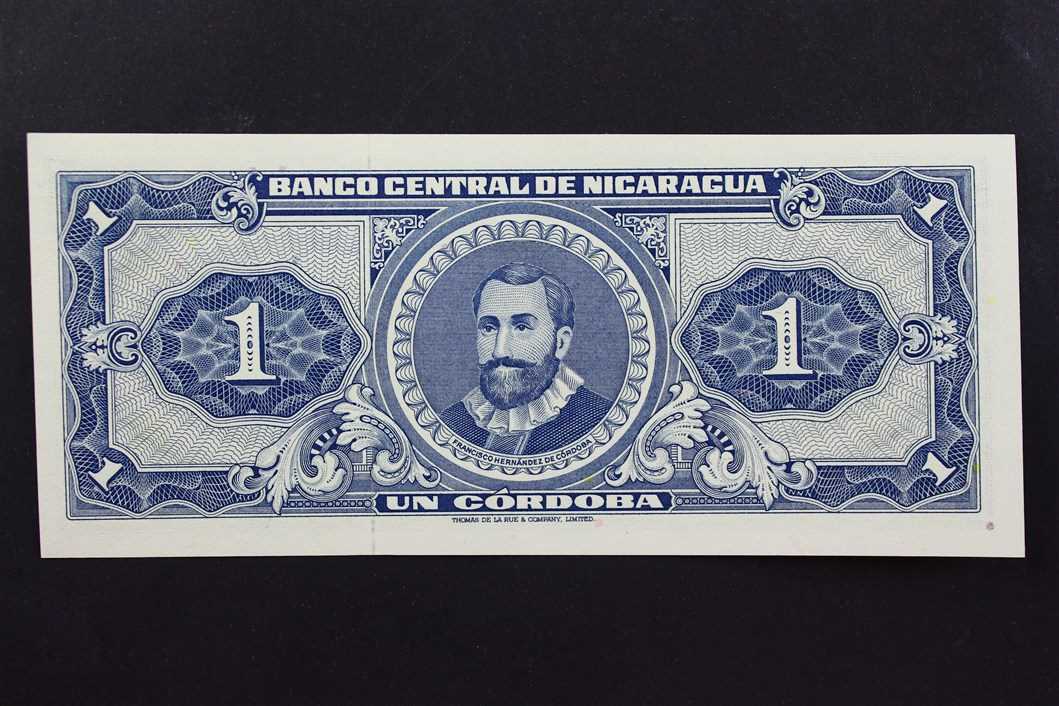 BANCO CENTRAL DE NICARAGUA
1
1
1
1
FRANCISCO HERNÁNDEZ DE CÓRDOBA
1
1
UN CÓRDOBA
THOMAS DE LA RUE & COMPANY, LIMITED.